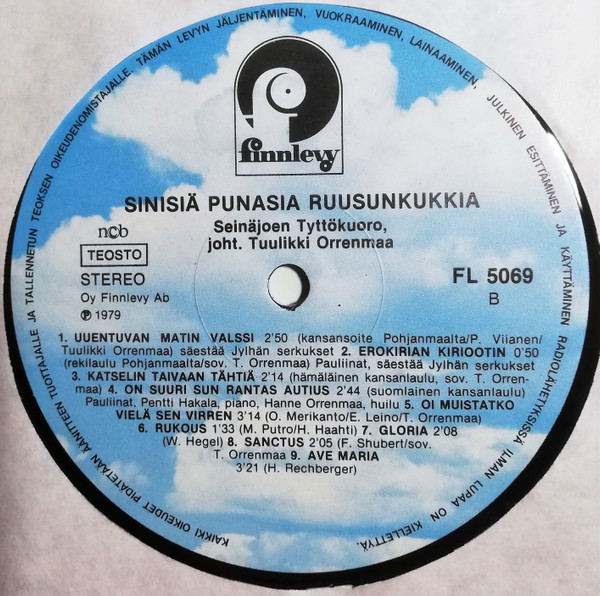 finnlevy
SINISIÄ PUNASIA RUUSUNKUKKIA
Seinäjoen Tyttökuoro,
joht. Tuulikki Orrenmaa
ncb
TEOSTO
STEREO
Oy Finnlevy Ab
℗ 1979
FL 5069
B
1. UUENTUVAN MATIN VALSSI 2'50 (kansansoite Pohjanmaalta/P. Viianen/
Tuulikki Orrenmaa) säestää Jylhän serkukset 2. EROKIRIAN KIRIOOTIN 0'50
(rekilaulu Pohjanmaalta/sov. T. Orrenmaa) Pauliinat, säestää Jylhän serkukset
3. KATSELIN TAIVAAN TÄHTIÄ 2'14 (hämäläinen kansanlaulu, sov. T. Orren-
maa) 4. ON SUURI SUN RANTAS AUTIUS 2'44 (suomlainen kansanlaulu)
Pauliinat, Pentti Hakala, piano, Hanne Orrenmaa, huilu 5. OI MUISTATKO
VIELÄ SEN VIRREN 3'14 (O. Merikanto/E. Leino/T. Orrenmaa)
6. RUKOUS 1'33 (M. Putro/H. Haahti) 7. GLORIA 2'08
(W. Hegel) 8. SANCTUS 2'05 (F. Shubert/sov.
T. Orrenmaa 9. AVE MARIA
3'21 (H. Rechberger)
KAIKKI OIKEUDET PIDÄTETÄÄN ÄÄNITTEEN TUOTTAJALLE JA TALLENNETUN TEOKSEN OIKEUDENOMISTAJALLE. TÄMÄN LEVYN JÄLJENTÄMINEN, VUOKRAAMINEN, LAINAAMINEN, JULKINEN ESITTÄMINEN JA KÄYTTÄMINEN RADIOLÄHETYKSISSÄ ILMAN LUPAA ON KIELLETTYÄ.